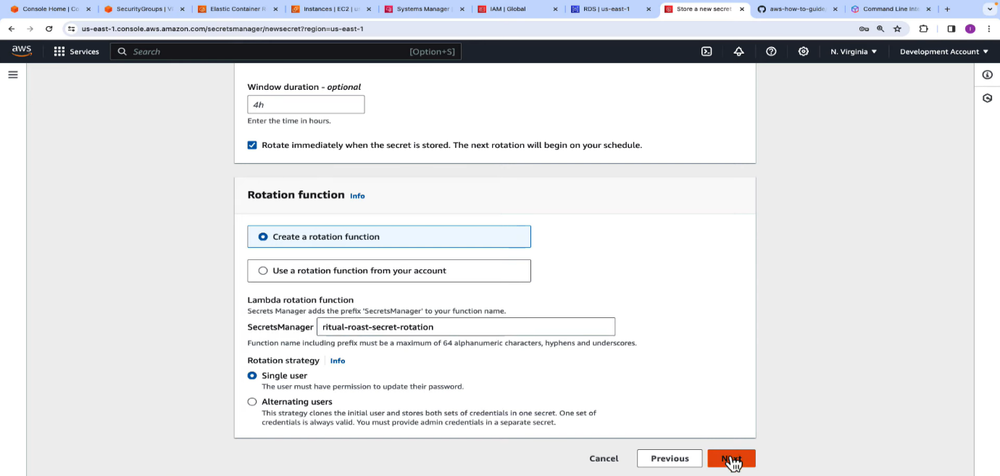 Console Home | Co
SecurityGroups | V
Elastic Container R
Instances | EC2 | us
Systems Manager
IAM | Global
RDS | us-east-1
Store a new secret
aws-how-to-guide
Command Line Inte
us-east-1.console.aws.amazon.com/secretsmanager/newsecret?region=us-east-1
aws
Services
Search
[Option+S]
N. Virginia
Development Account
Window duration - optional
4h
Enter the time in hours.
Rotate immediately when the secret is stored. The next rotation will begin on your schedule.
Rotation function Info
Create a rotation function
Use a rotation function from your account
Lambda rotation function
Secrets Manager adds the prefix 'SecretsManager' to your function name.
SecretsManager ritual-roast-secret-rotation
Function name including prefix must be a maximum of 64 alphanumeric characters, hyphens and underscores.
Rotation strategy Info
Single user
The user must have permission to update their password.
Alternating users
This strategy clones the initial user and stores both sets of credentials in one secret. One set of
credentials is always valid. You must provide admin credentials in a separate secret.
Cancel Previous Next